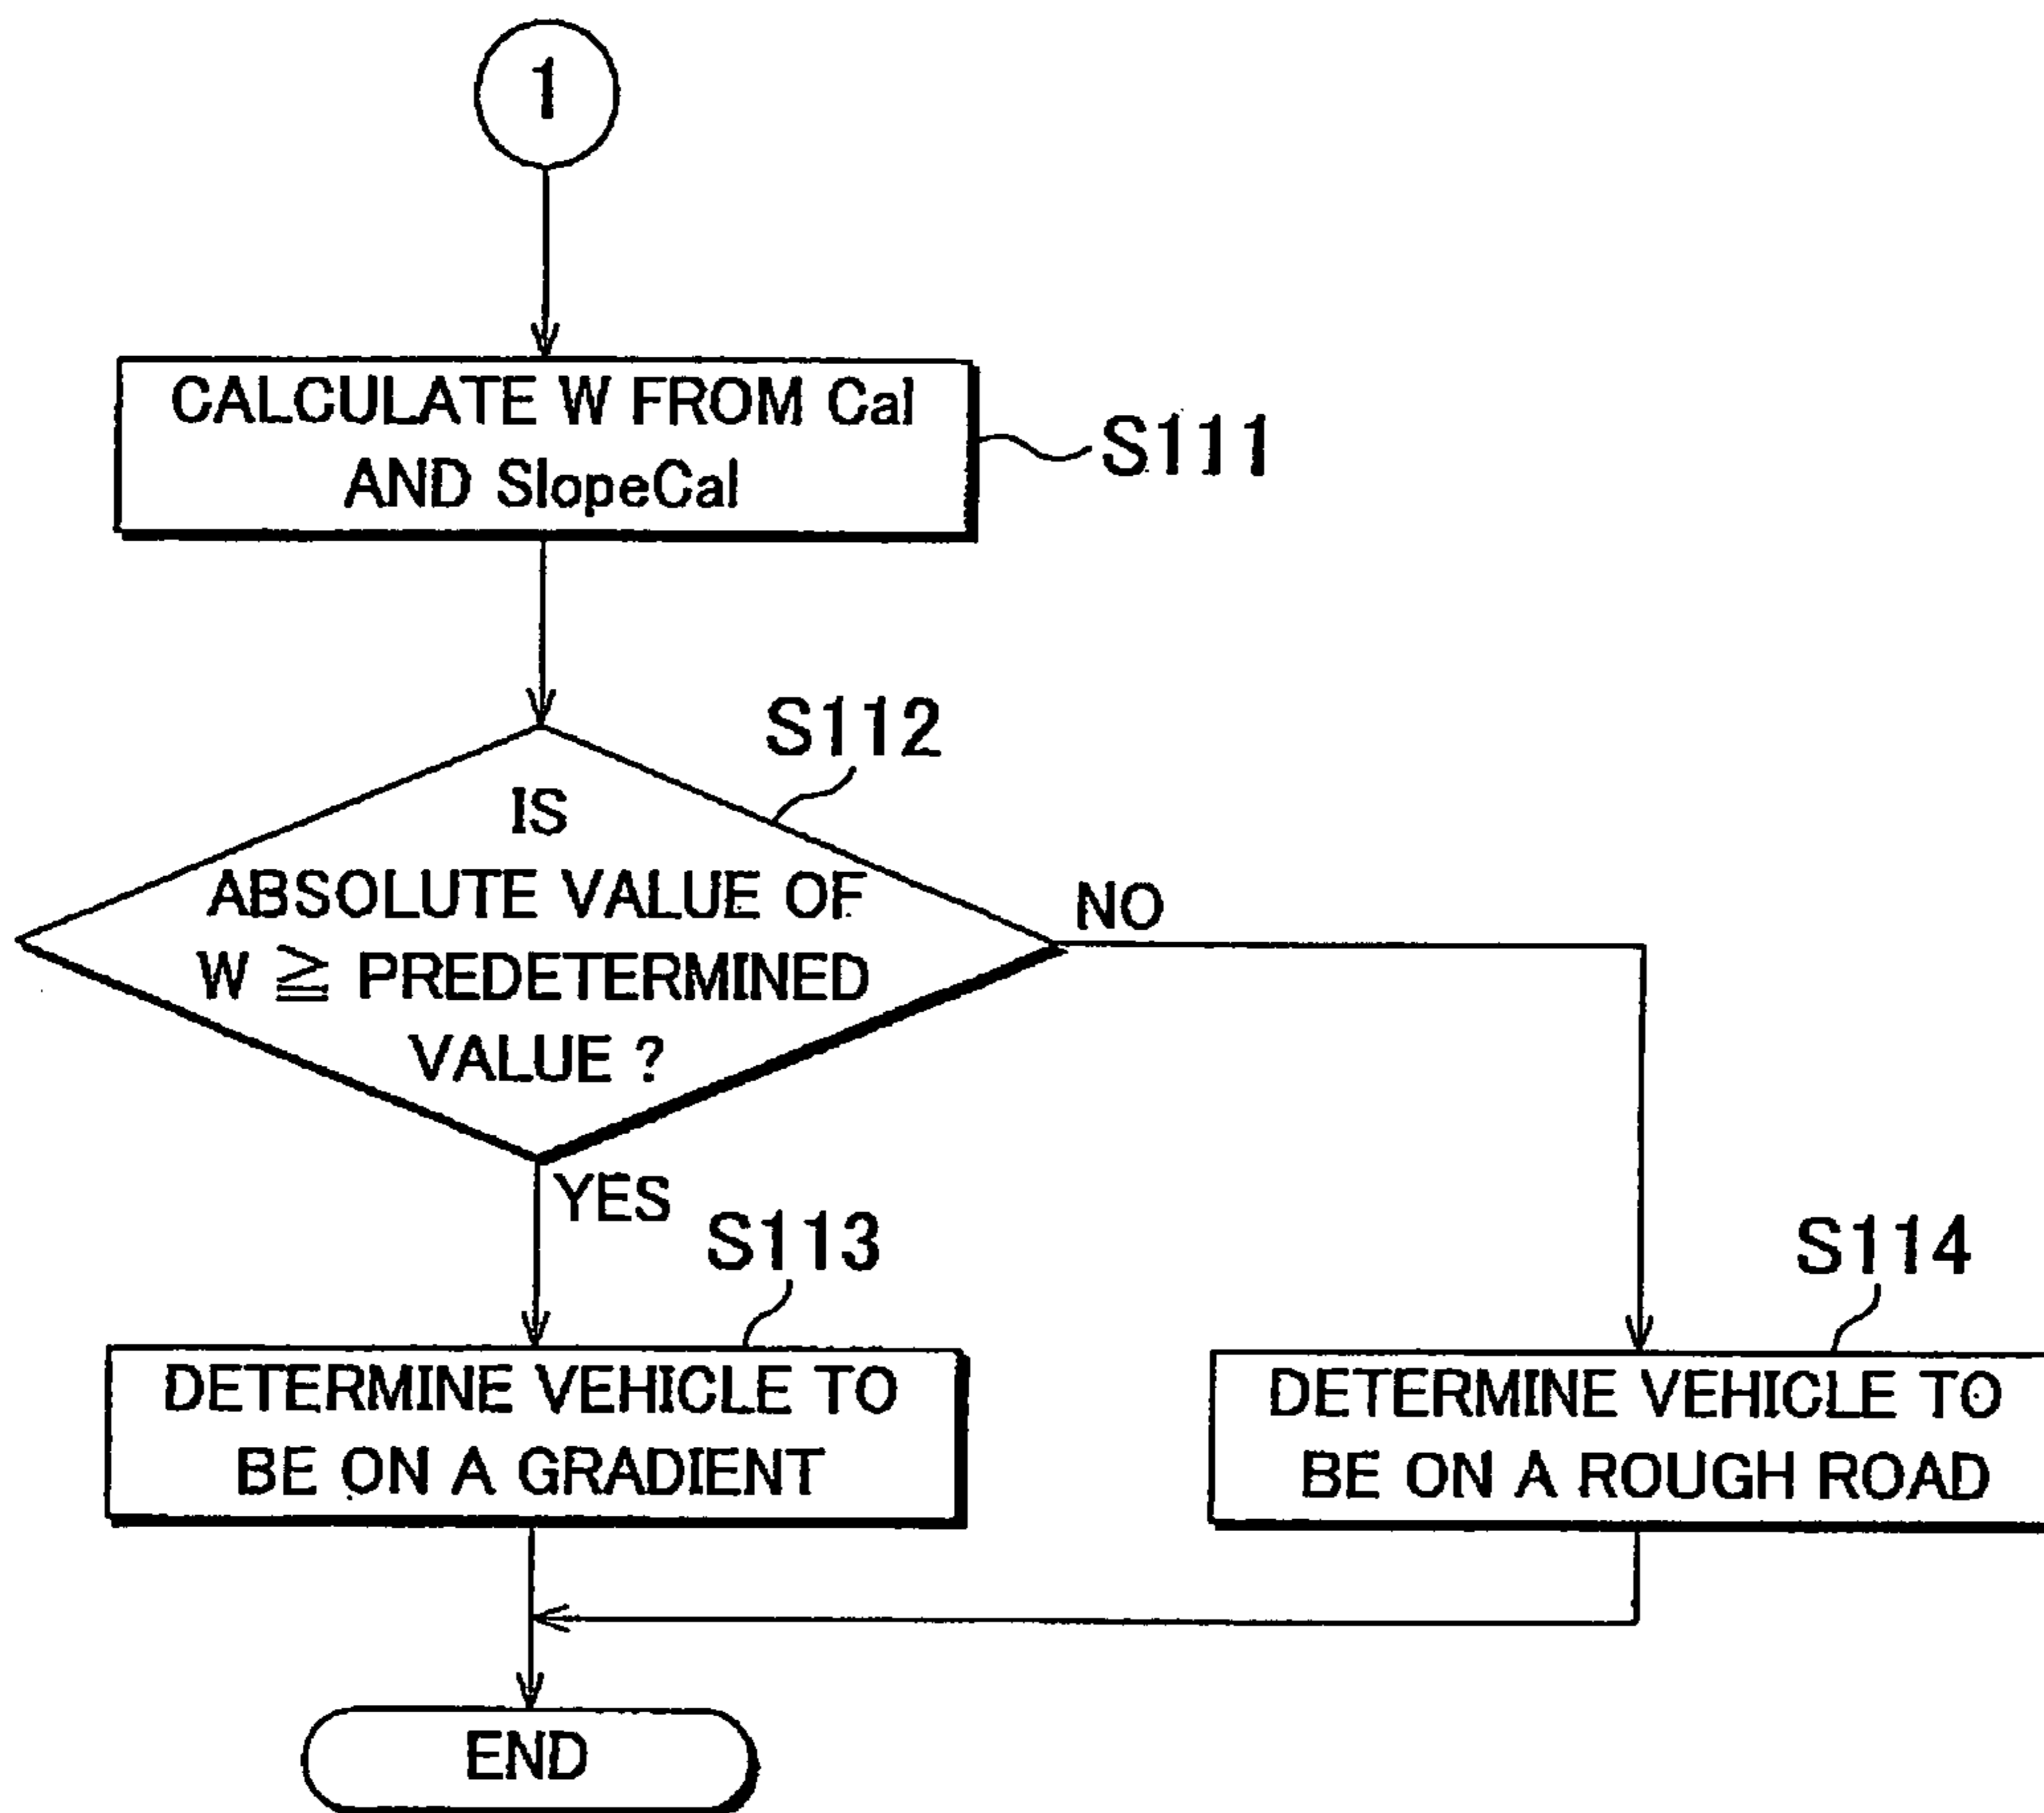 1
CALCULATE W FROM Cal
AND SlopeCal
S111
S112
IS
ABSOLUTE VALUE OF
W ≧ PREDETERMINED
VALUE ?
NO
YES
S113
DETERMINE VEHICLE TO
BE ON A GRADIENT
S114
DETERMINE VEHICLE TO
BE ON A ROUGH ROAD
END